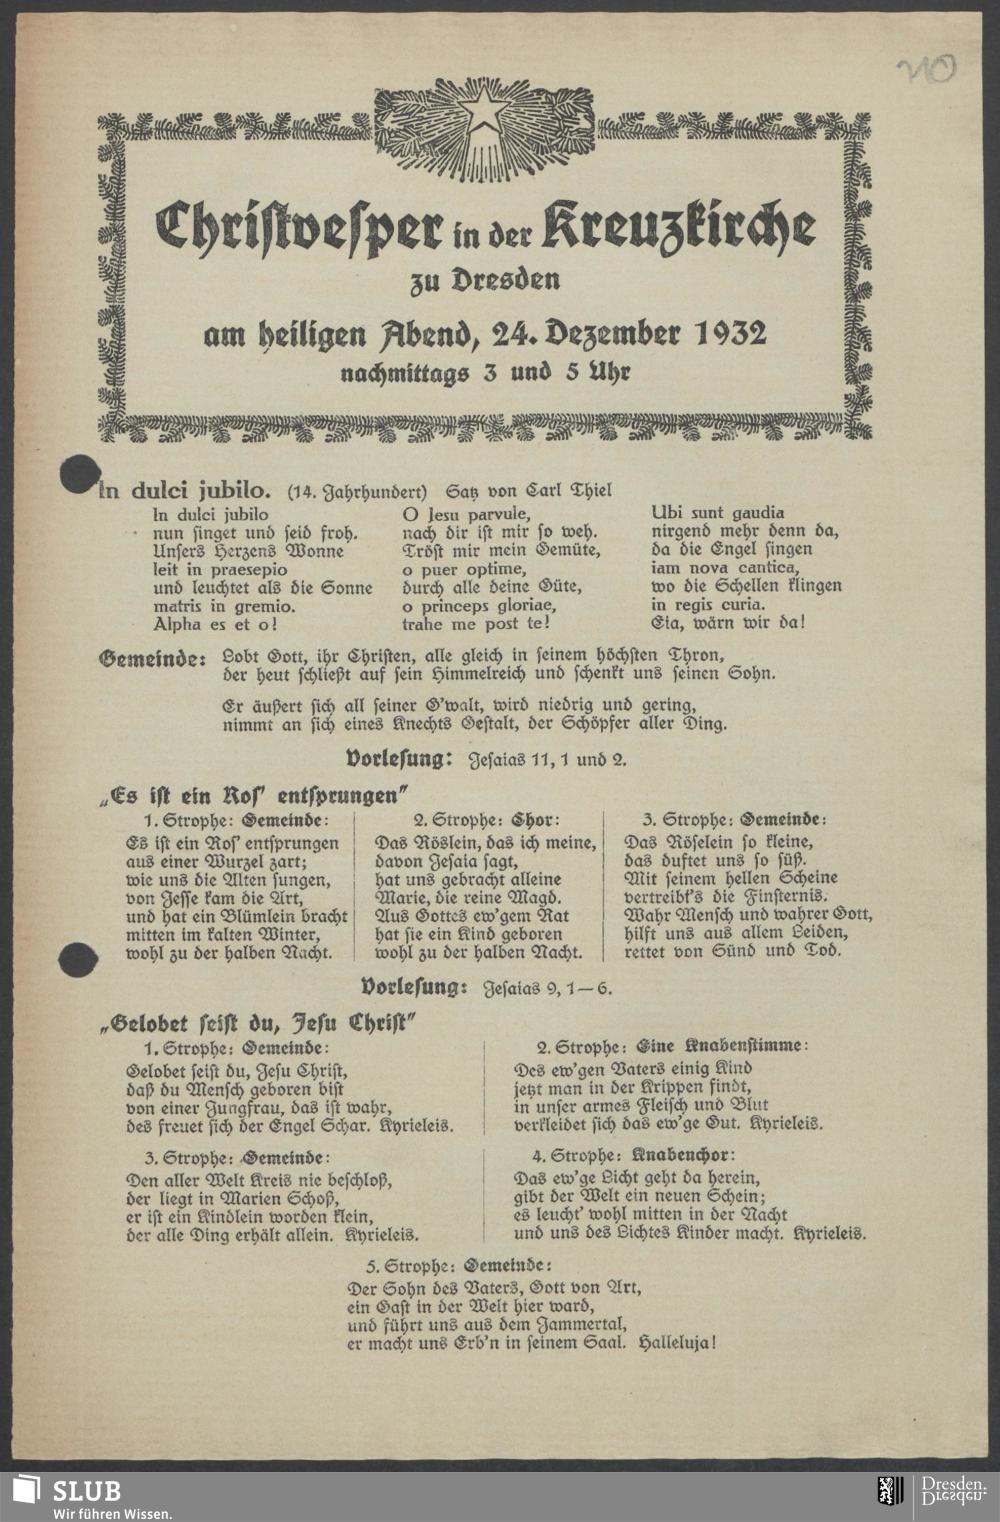 210
Christvesper in der Kreuzkirche
zu Dresden
am heiligen Abend, 24. Dezember 1932
nachmittags 3 und 5 Uhr
In dulci jubilo. (14. Jahrhundert) Satz von Carl Thiel
In dulci jubilo
nun singet und seid froh.
Unsers Herzens Wonne
leit in praesepio
und leuchtet als die Sonne
matris in gremio.
Alpha es et o!
O Jesu parvule,
nach dir ist mir so weh.
Tröst mir mein Gemüte,
o puer optime,
durch alle deine Güte,
o princeps gloriae,
trahe me post te!
Ubi sunt gaudia
nirgend mehr denn da,
da die Engel singen
iam nova cantica,
wo die Schellen klingen
in regis curia.
Eia, wärn wir da!
Gemeinde: Lobt Gott, ihr Christen, alle gleich in seinem höchsten Thron,
der heut schließt auf sein Himmelreich und schenkt uns seinen Sohn.
Er äußert sich all seiner G'walt, wird niedrig und gering,
nimmt an sich eines Knechts Gestalt, der Schöpfer aller Ding.
Vorlesung: Jesaias 11, 1 und 2.
„Es ist ein Ros' entsprungen"
1. Strophe: Gemeinde:
Es ist ein Ros' entsprungen
aus einer Wurzel zart;
wie uns die Alten sungen,
von Jesse kam die Art,
und hat ein Blümlein bracht
mitten im kalten Winter,
wohl zu der halben Nacht.
2. Strophe: Chor:
Das Röslein, das ich meine,
davon Jesaia sagt,
hat uns gebracht alleine
Marie, die reine Magd.
Aus Gottes ew'gem Rat
hat sie ein Kind geboren
wohl zu der halben Nacht.
3. Strophe: Gemeinde:
Das Röselein so kleine,
das duftet uns so süß.
Mit seinem hellen Scheine
vertreibt's die Finsternis.
Wahr Mensch und wahrer Gott,
hilft uns aus allem Leiden,
rettet von Sünd und Tod.
Vorlesung: Jesaias 9, 1—6.
„Gelobet seist du, Jesu Christ"
1. Strophe: Gemeinde:
Gelobet seist du, Jesu Christ,
daß du Mensch geboren bist
von einer Jungfrau, das ist wahr,
des freuet sich der Engel Schar. Kyrieleis.
2. Strophe: Eine Knabenstimme:
Des ew'gen Vaters einig Kind
jetzt man in der Krippen findt,
in unser armes Fleisch und Blut
verkleidet sich das ew'ge Gut. Kyrieleis.
3. Strophe: Gemeinde:
Den aller Welt Kreis nie beschloß,
der liegt in Marien Schoß,
er ist ein Kindlein worden klein,
der alle Ding erhält allein. Kyrieleis.
4. Strophe: Knabenchor:
Das ew'ge Licht geht da herein,
gibt der Welt ein neuen Schein;
es leucht' wohl mitten in der Nacht
und uns des Lichtes Kinder macht. Kyrieleis.
5. Strophe: Gemeinde:
Der Sohn des Vaters, Gott von Art,
ein Gast in der Welt hier ward,
und führt uns aus dem Jammertal,
er macht uns Erb'n in seinem Saal. Halleluja!
SLUB
Wir führen Wissen.
Dresden.
Dresden.